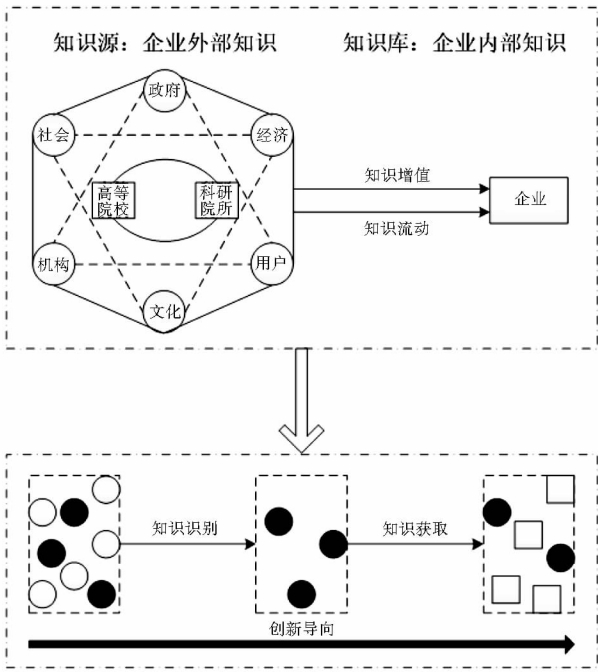 知识源：企业外部知识
知识库：企业内部知识
政府
社会
经济
高等
院校
科研
院所
知识增值
企业
知识流动
机构
用户
文化
知识识别
知识获取
创新导向